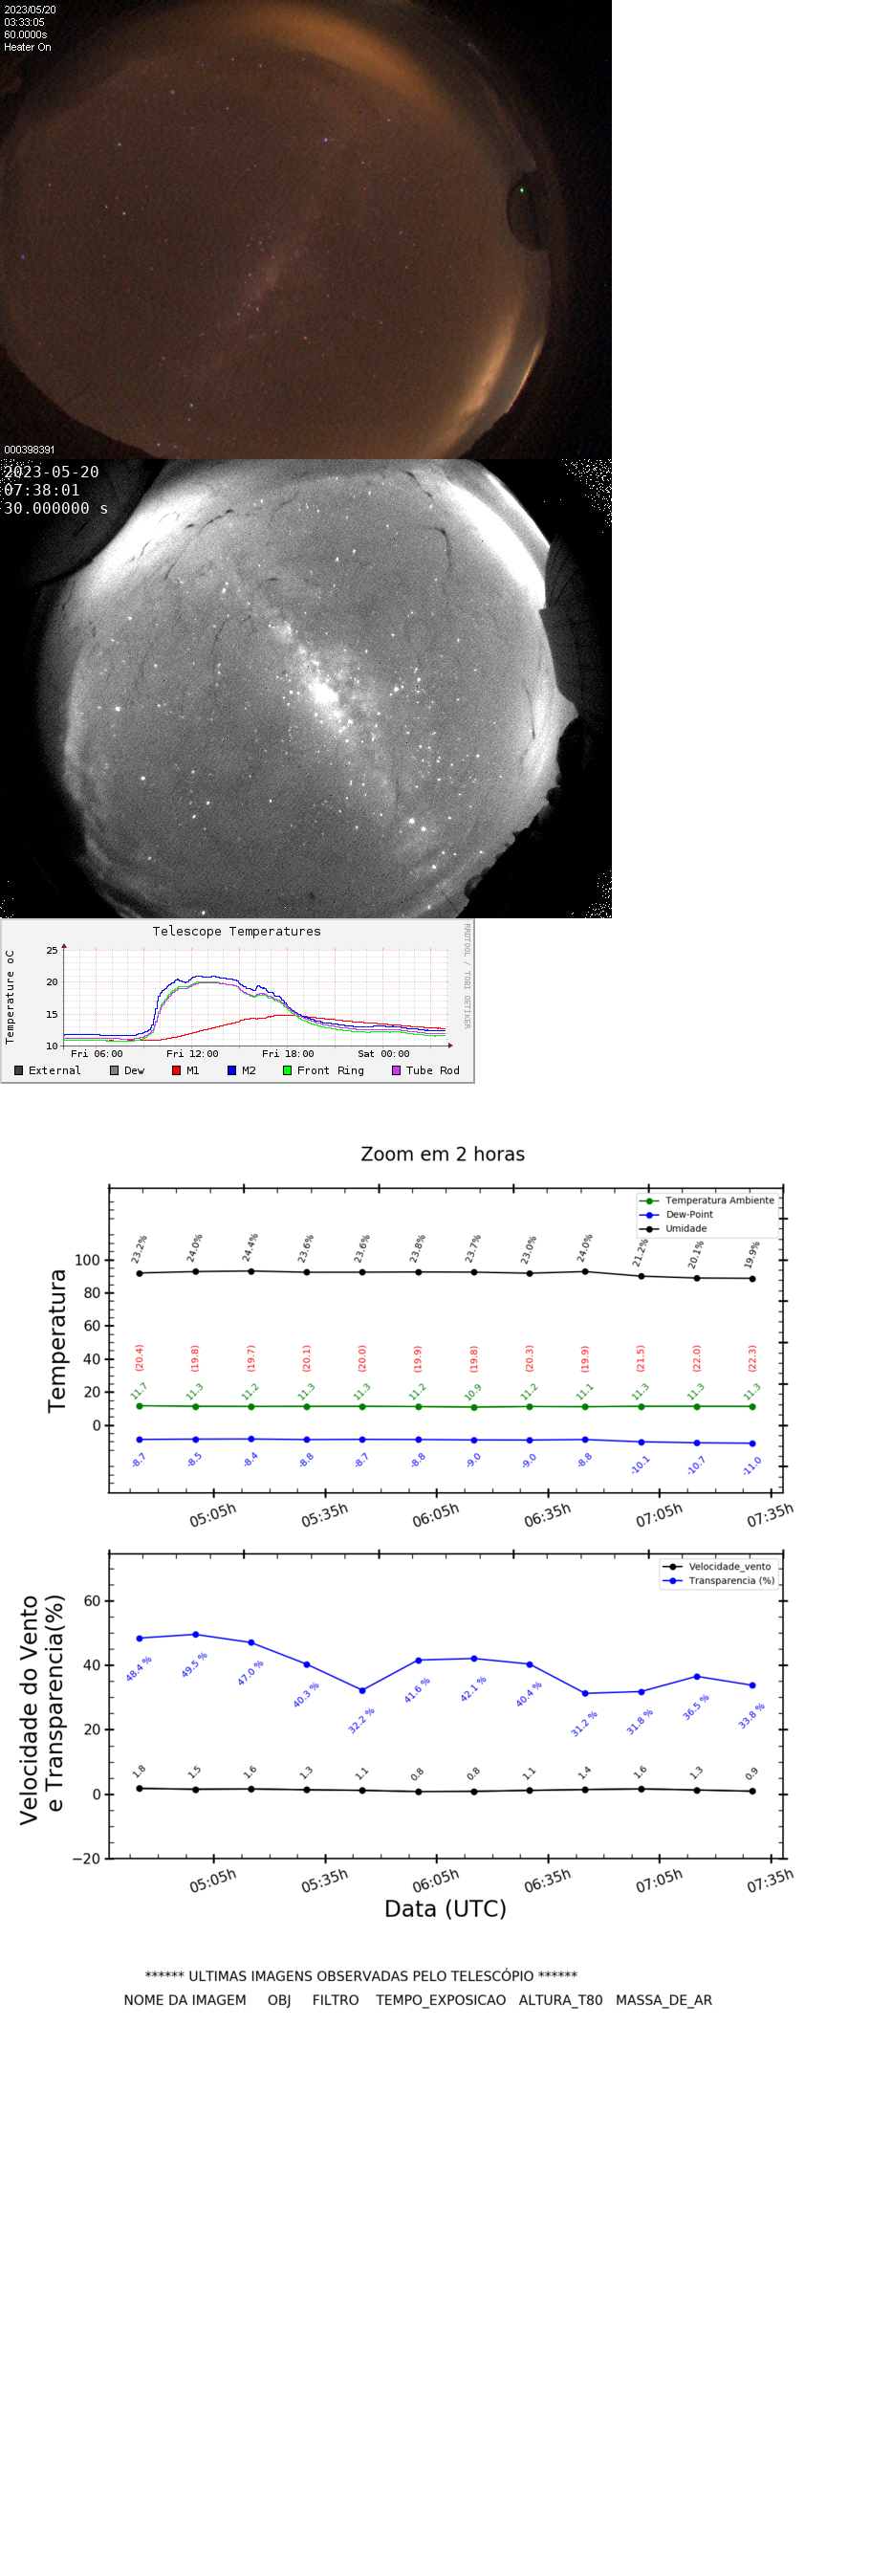 2023/05/20
03:33:05
60.0000s
Heater On
000398391
2023-05-20
07:38:01
30.000000 s
Telescope Temperatures
Temperature oC
RRDTOOL / TOBI OETIKER
25
20
15
10
Fri 06:00 Fri 12:00 Fri 18:00 Sat 00:00
External Dew M1 M2 Front Ring Tube Rod
Zoom em 2 horas
Temperatura Ambiente
Dew-Point
Umidade
Temperatura
100
80
60
40
20
0
23.2% 24.0% 24.4% 23.6% 23.6% 23.8% 23.7% 23.0% 24.0% 21.2% 20.1% 19.9%
(20.4) (19.8) (19.7) (20.1) (20.0) (19.9) (19.8) (20.3) (19.9) (21.5) (22.0) (22.3)
11.7 11.3 11.2 11.3 11.3 11.2 10.9 11.2 11.1 11.3 11.3 11.3
-8.7 -8.5 -8.4 -8.8 -8.7 -8.8 -9.0 -9.0 -8.8 -10.1 -10.7 -11.0
05:05h 05:35h 06:05h 06:35h 07:05h 07:35h
Velocidade_vento
Transparencia (%)
Velocidade do Vento
e Transparencia(%)
60
40
20
0
−20
48.4 % 49.5 % 47.0 % 40.3 % 32.2 % 41.6 % 42.1 % 40.4 % 31.2 % 31.8 % 36.5 % 33.8 %
1.8 1.5 1.6 1.3 1.1 0.8 0.8 1.1 1.4 1.6 1.3 0.9
05:05h 05:35h 06:05h 06:35h 07:05h 07:35h
Data (UTC)
****** ULTIMAS IMAGENS OBSERVADAS PELO TELESCÓPIO ******
NOME DA IMAGEM OBJ FILTRO TEMPO_EXPOSICAO ALTURA_T80 MASSA_DE_AR